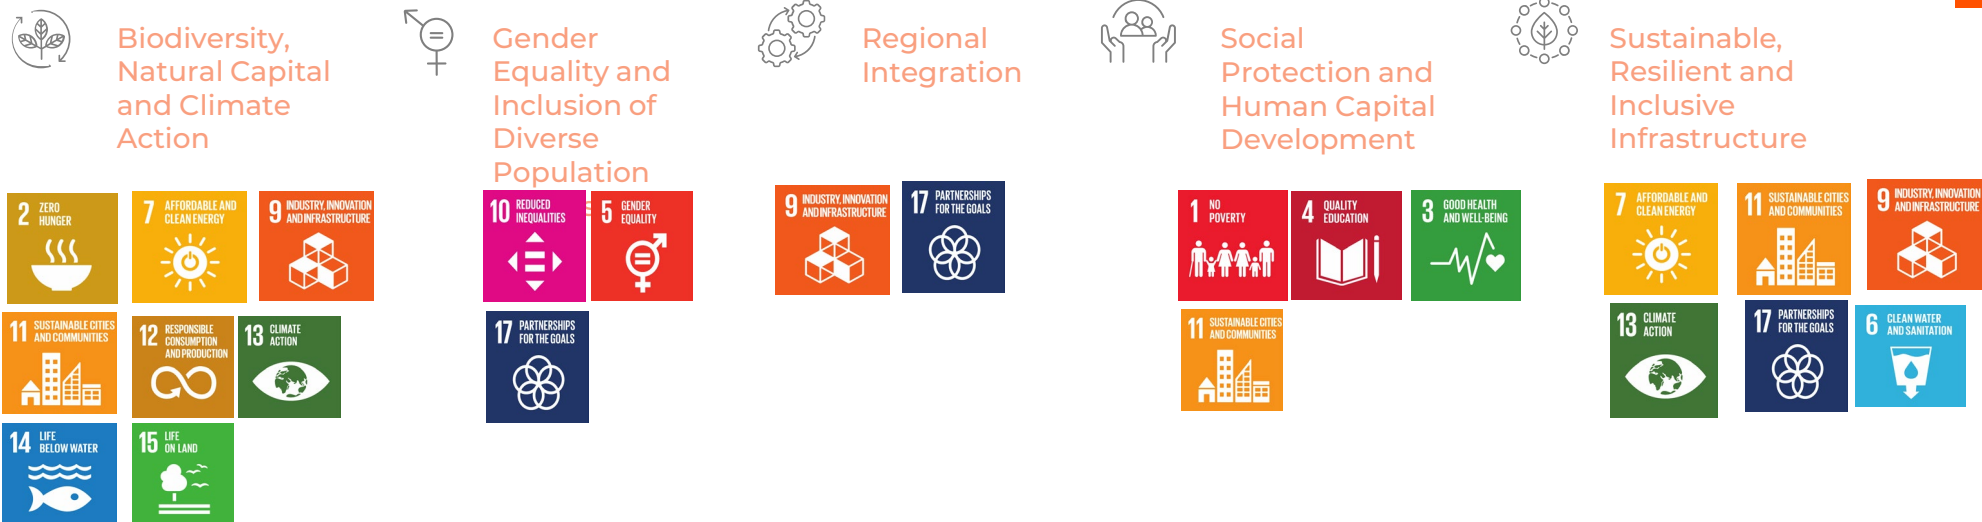 Biodiversity,
Natural Capital
and Climate
Action
2 ZERO
HUNGER
7 AFFORDABLE AND
CLEAN ENERGY
9 INDUSTRY, INNOVATION
AND INFRASTRUCTURE
11 SUSTAINABLE CITIES
AND COMMUNITIES
12 RESPONSIBLE
CONSUMPTION
AND PRODUCTION
13 CLIMATE
ACTION
14 LIFE
BELOW WATER
15 LIFE
ON LAND
Gender
Equality and
Inclusion of
Diverse
Population
s
10 REDUCED
INEQUALITIES
5 GENDER
EQUALITY
17 PARTNERSHIPS
FOR THE GOALS
Regional
Integration
9 INDUSTRY, INNOVATION
AND INFRASTRUCTURE
17 PARTNERSHIPS
FOR THE GOALS
Social
Protection and
Human Capital
Development
1 NO
POVERTY
4 QUALITY
EDUCATION
3 GOOD HEALTH
AND WELL-BEING
11 SUSTAINABLE CITIES
AND COMMUNITIES
Sustainable,
Resilient and
Inclusive
Infrastructure
7 AFFORDABLE AND
CLEAN ENERGY
11 SUSTAINABLE CITIES
AND COMMUNITIES
9 INDUSTRY, INNOVATION
AND INFRASTRUCTURE
13 CLIMATE
ACTION
17 PARTNERSHIPS
FOR THE GOALS
6 CLEAN WATER
AND SANITATION